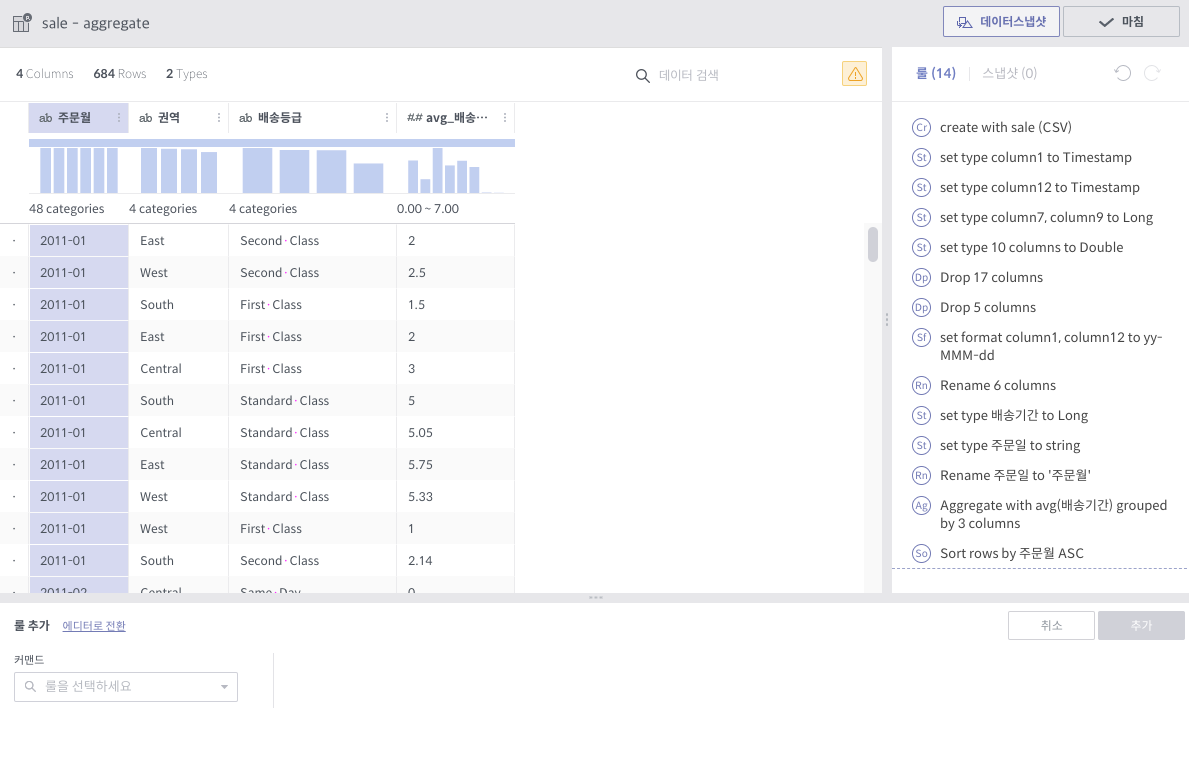 sale - aggregate
데이터스냅샷
마침
4 Columns 684 Rows 2 Types
데이터 검색
룰 (14) 스냅샷 (0)
ab 주문월 ab 권역 ab 배송등급 ## avg_배송…
48 categories 4 categories 4 categories 0.00 ~ 7.00
· 2011-01 East Second·Class 2
· 2011-01 West Second·Class 2.5
· 2011-01 South First·Class 1.5
· 2011-01 East First·Class 2
· 2011-01 Central First·Class 3
· 2011-01 South Standard·Class 5
· 2011-01 Central Standard·Class 5.05
· 2011-01 East Standard·Class 5.75
· 2011-01 West Standard·Class 5.33
· 2011-01 West First·Class 1
· 2011-01 South Second·Class 2.14
· 2011-02 Central Same·Day 0
Cr create with sale (CSV)
St set type column1 to Timestamp
St set type column12 to Timestamp
St set type column7, column9 to Long
St set type 10 columns to Double
Dp Drop 17 columns
Dp Drop 5 columns
Sf set format column1, column12 to yy-
MMM-dd
Rn Rename 6 columns
St set type 배송기간 to Long
St set type 주문일 to string
Rn Rename 주문일 to '주문월'
Ag Aggregate with avg(배송기간) grouped
by 3 columns
So Sort rows by 주문월 ASC
룰 추가 에디터로 전환
취소
추가
커맨드
룰을 선택하세요